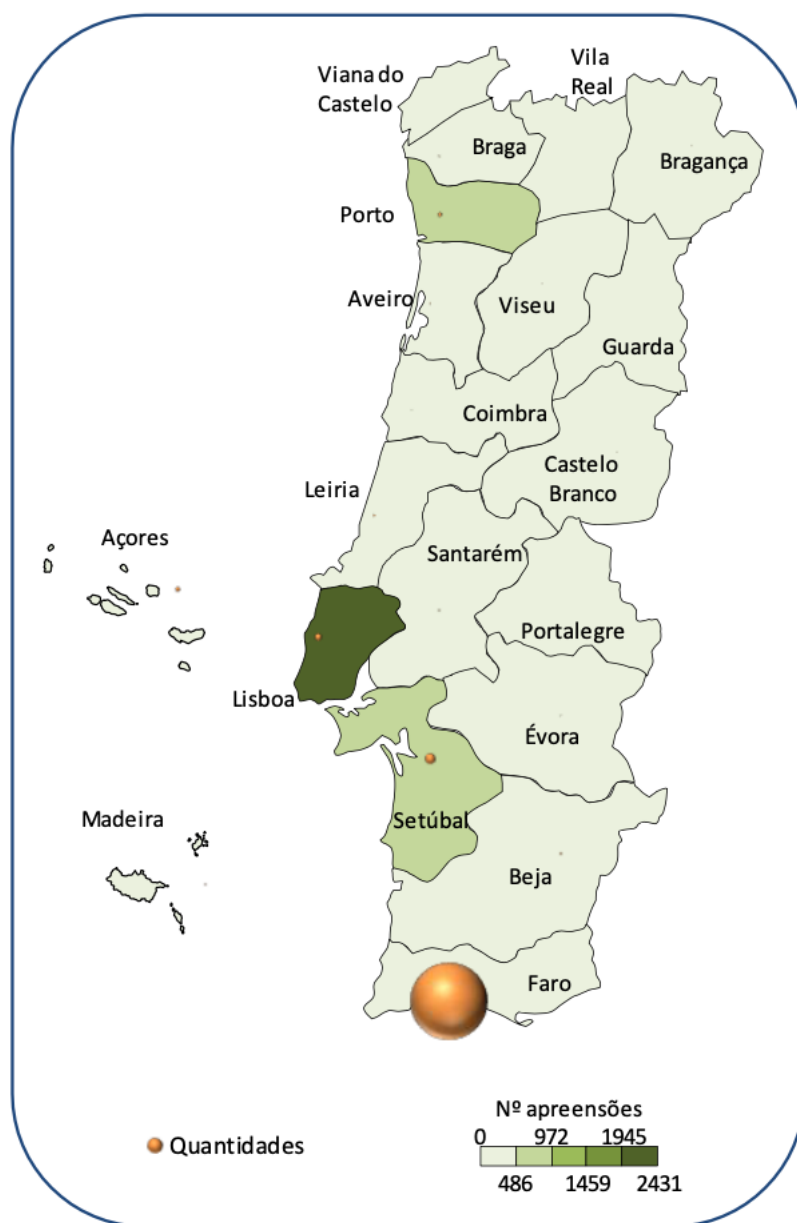 Viana do
Castelo
Vila
Real
Braga
Bragança
Porto
Aveiro
Viseu
Guarda
Coimbra
Castelo
Branco
Leiria
Açores
Santarém
Portalegre
Lisboa
Évora
Madeira
Setúbal
Beja
Faro
Quantidades
Nº apreensões
0 972 1945
486 1459 2431